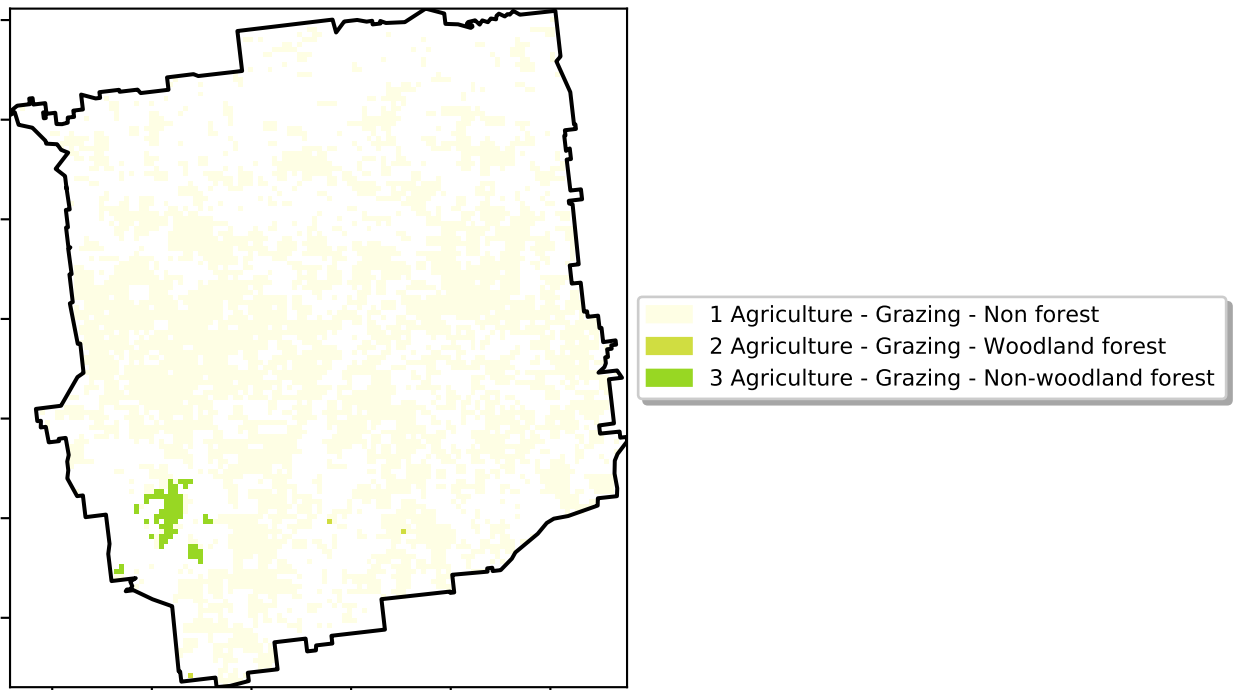 1 Agriculture - Grazing - Non forest
2 Agriculture - Grazing - Woodland forest
3 Agriculture - Grazing - Non-woodland forest